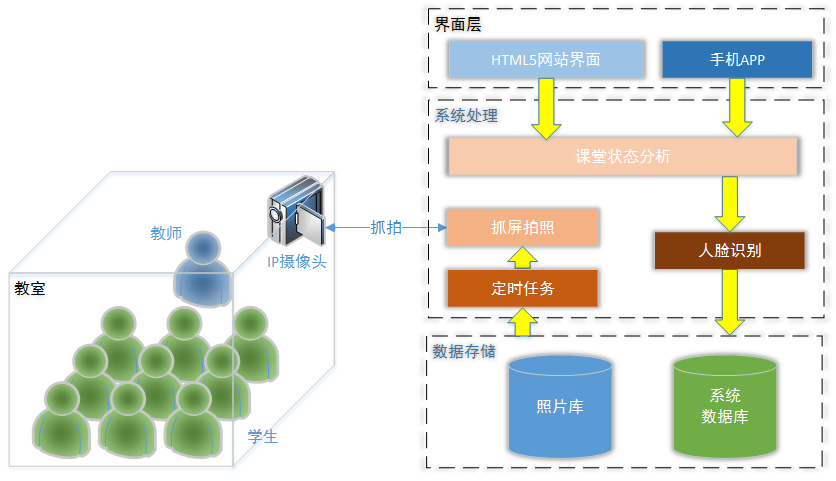 界面层
HTML5网站界面
手机APP
系统处理
课堂状态分析
教师
IP摄像头
抓拍
抓屏拍照
人脸识别
教室
定时任务
数据存储
照片库
系统
数据库
学生